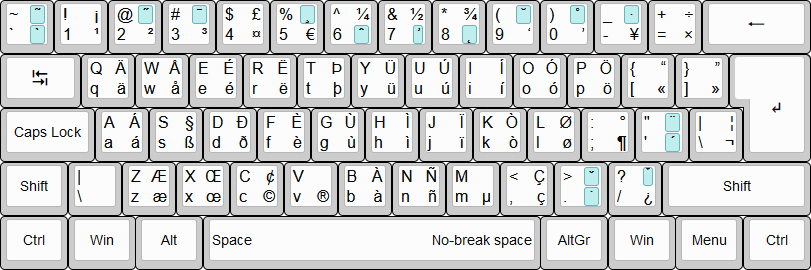 ~ ˜ ! ¡ @ ˝ # ¯ $ £ % ¸ ^ ¼ & ½ * ¾ ( ˘ ) ° _ . + ÷ ←
` ` 1 ¹ 2 ² 3 ³ 4 ¤ 5 € 6 ˆ 7 ʼ 8 ˛ 9 ‘ 0 ’ - ¥ = ×
↹ Q Ä W Å E É R Ë T Þ Y Ü U Ú I Í O Ó P Ö { “ } ”
q ä w å e é r ë t þ y ü u ú i í o ó p ö [ « ] » ↵
Caps Lock A Á S § D Ð F È G Ù H Ì J Ï K Ò L Ø : ° " ¨ | ¦
a á s ß d ð f è g ù h ì j ï k ò l ø ; ¶ ' ´ \ ¬
Shift | Z Æ X Œ C ¢ V B À N Ñ M < Ç > ˇ ? ̉ Shift
\ z æ x œ c © v ® b à n ñ m µ , ç . ˙ / ¿
Ctrl Win Alt Space No-break space AltGr Win Menu Ctrl